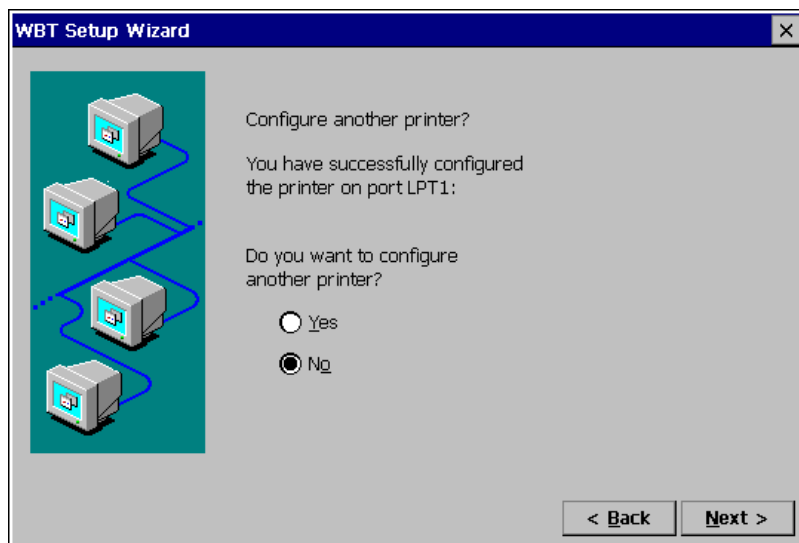 WBT Setup Wizard
Configure another printer?
You have successfully configured
the printer on port LPT1:
Do you want to configure
another printer?
Yes
No
< Back
Next >